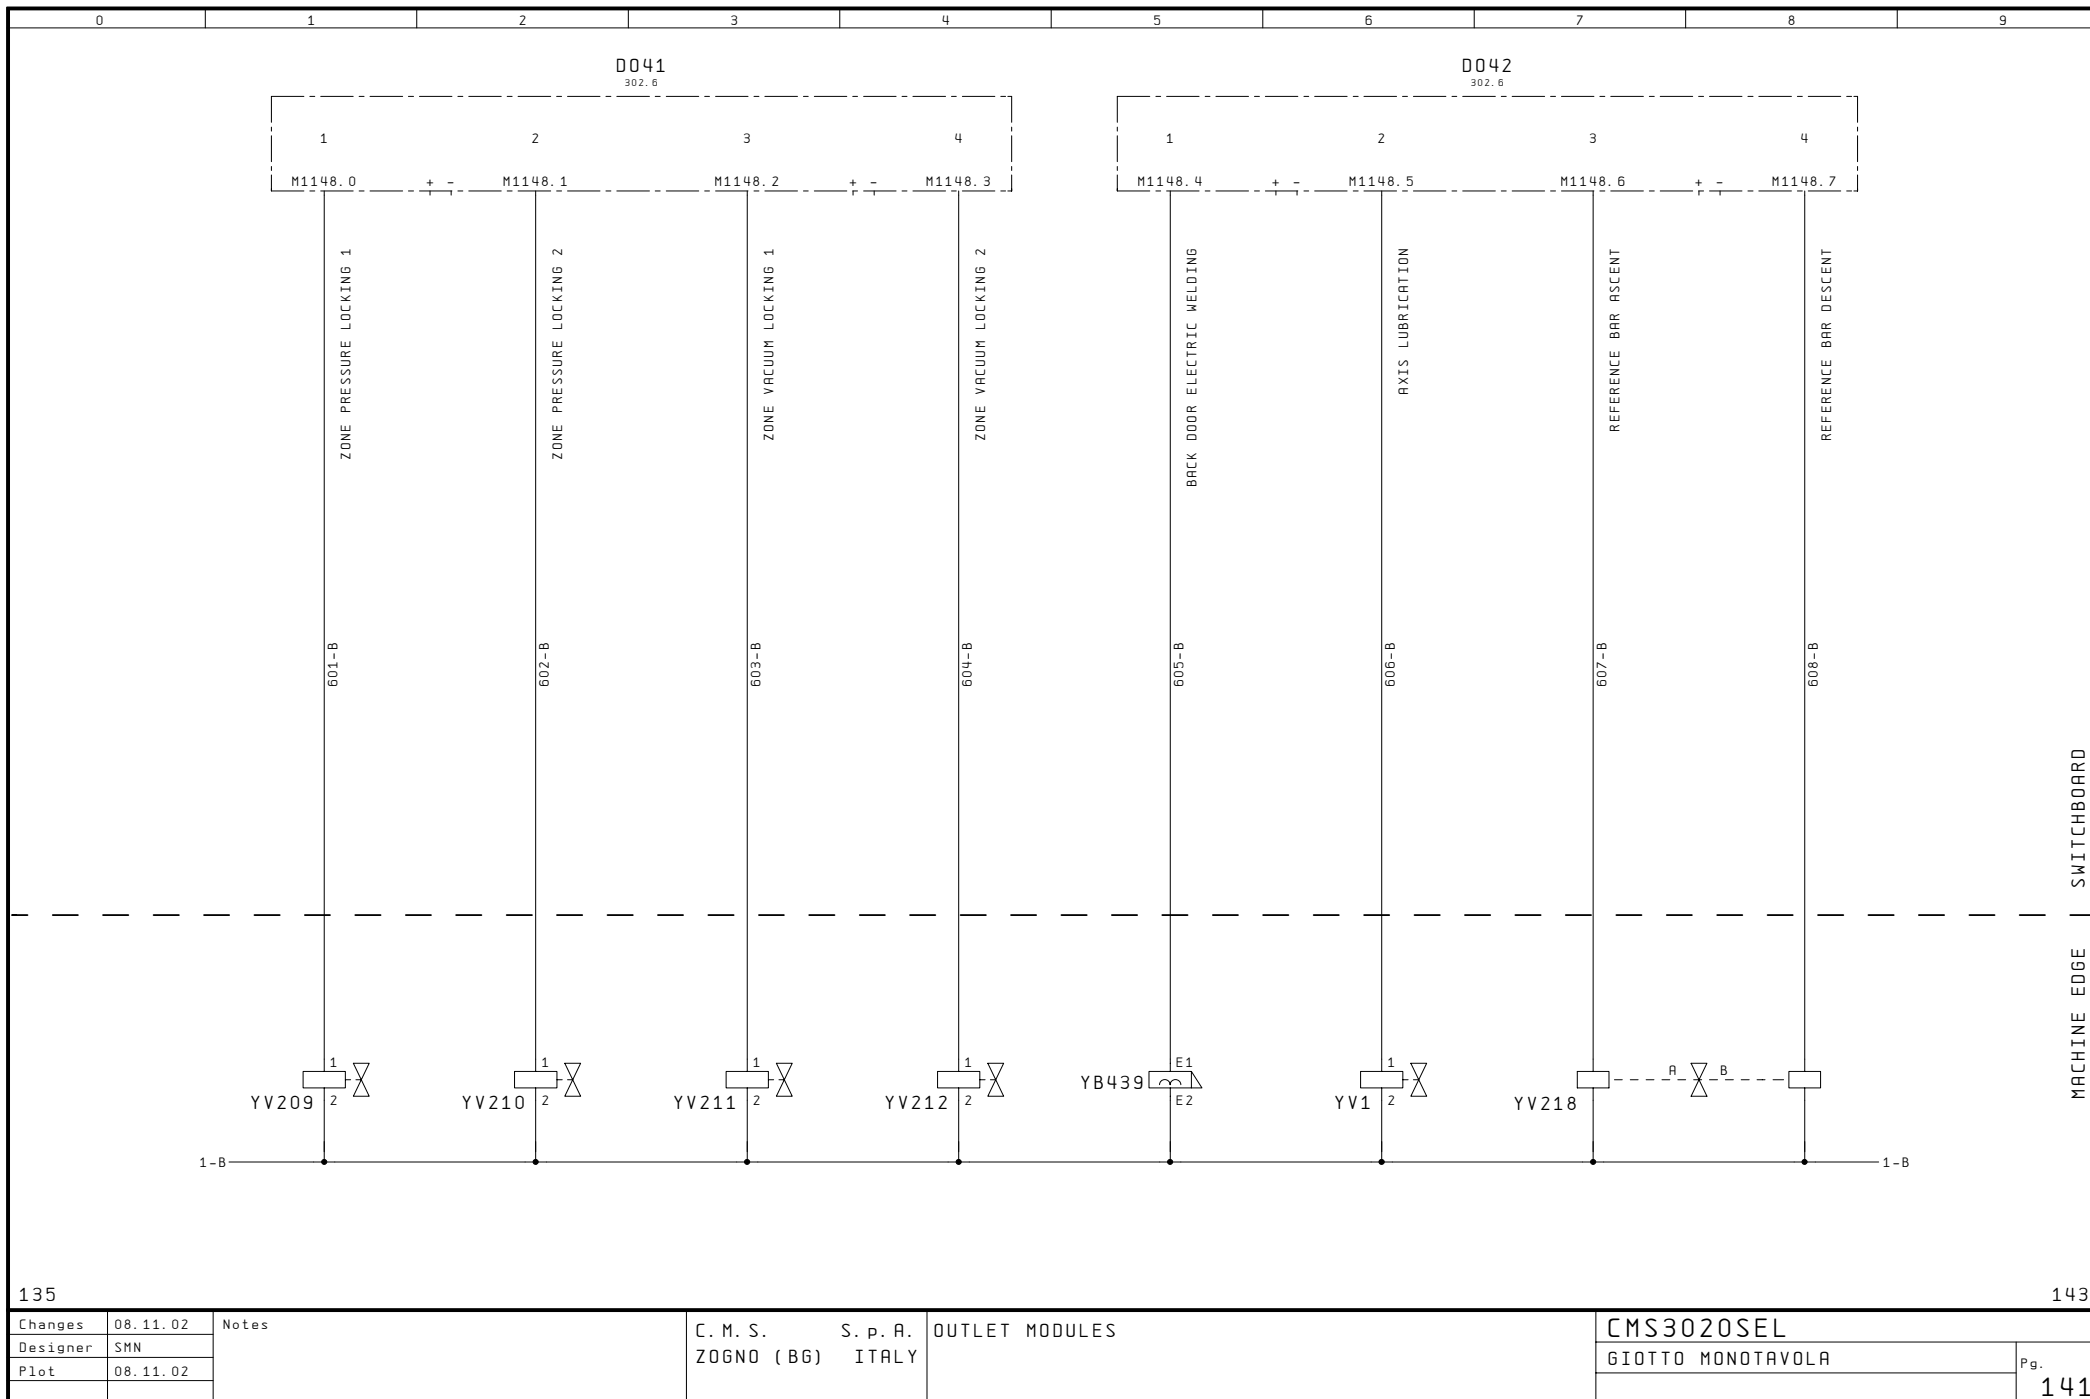 0 1 2 3 4 5 6 7 8 9
D041 D042
302.6 302.6
1 2 3 4 1 2 3 4
M1148.0 + - M1148.1 M1148.2 + - M1148.3 M1148.4 + - M1148.5 M1148.6 + - M1148.7
ZONE PRESSURE LOCKING 1
ZONE PRESSURE LOCKING 2
ZONE VACUUM LOCKING 1
ZONE VACUUM LOCKING 2
BACK DOOR ELECTRIC WELDING
AXIS LUBRICATION
REFERENCE BAR ASCENT
REFERENCE BAR DESCENT
601-B
602-B
603-B
604-B
605-B
606-B
607-B
608-B
SWITCHBOARD
MACHINE EDGE
1 1 1 1 E1 1 A B
YB439
YV209 2 YV210 2 YV211 2 YV212 2 E2 YV1 2 YV218
1-B 1-B
135 143
Changes 08.11.02 Notes
Designer SMN
Plot 08.11.02
C.M.S. S.p.A.
ZOGNO (BG) ITALY
OUTLET MODULES
CMS3020SEL
GIOTTO MONOTAVOLA
Pg.
141